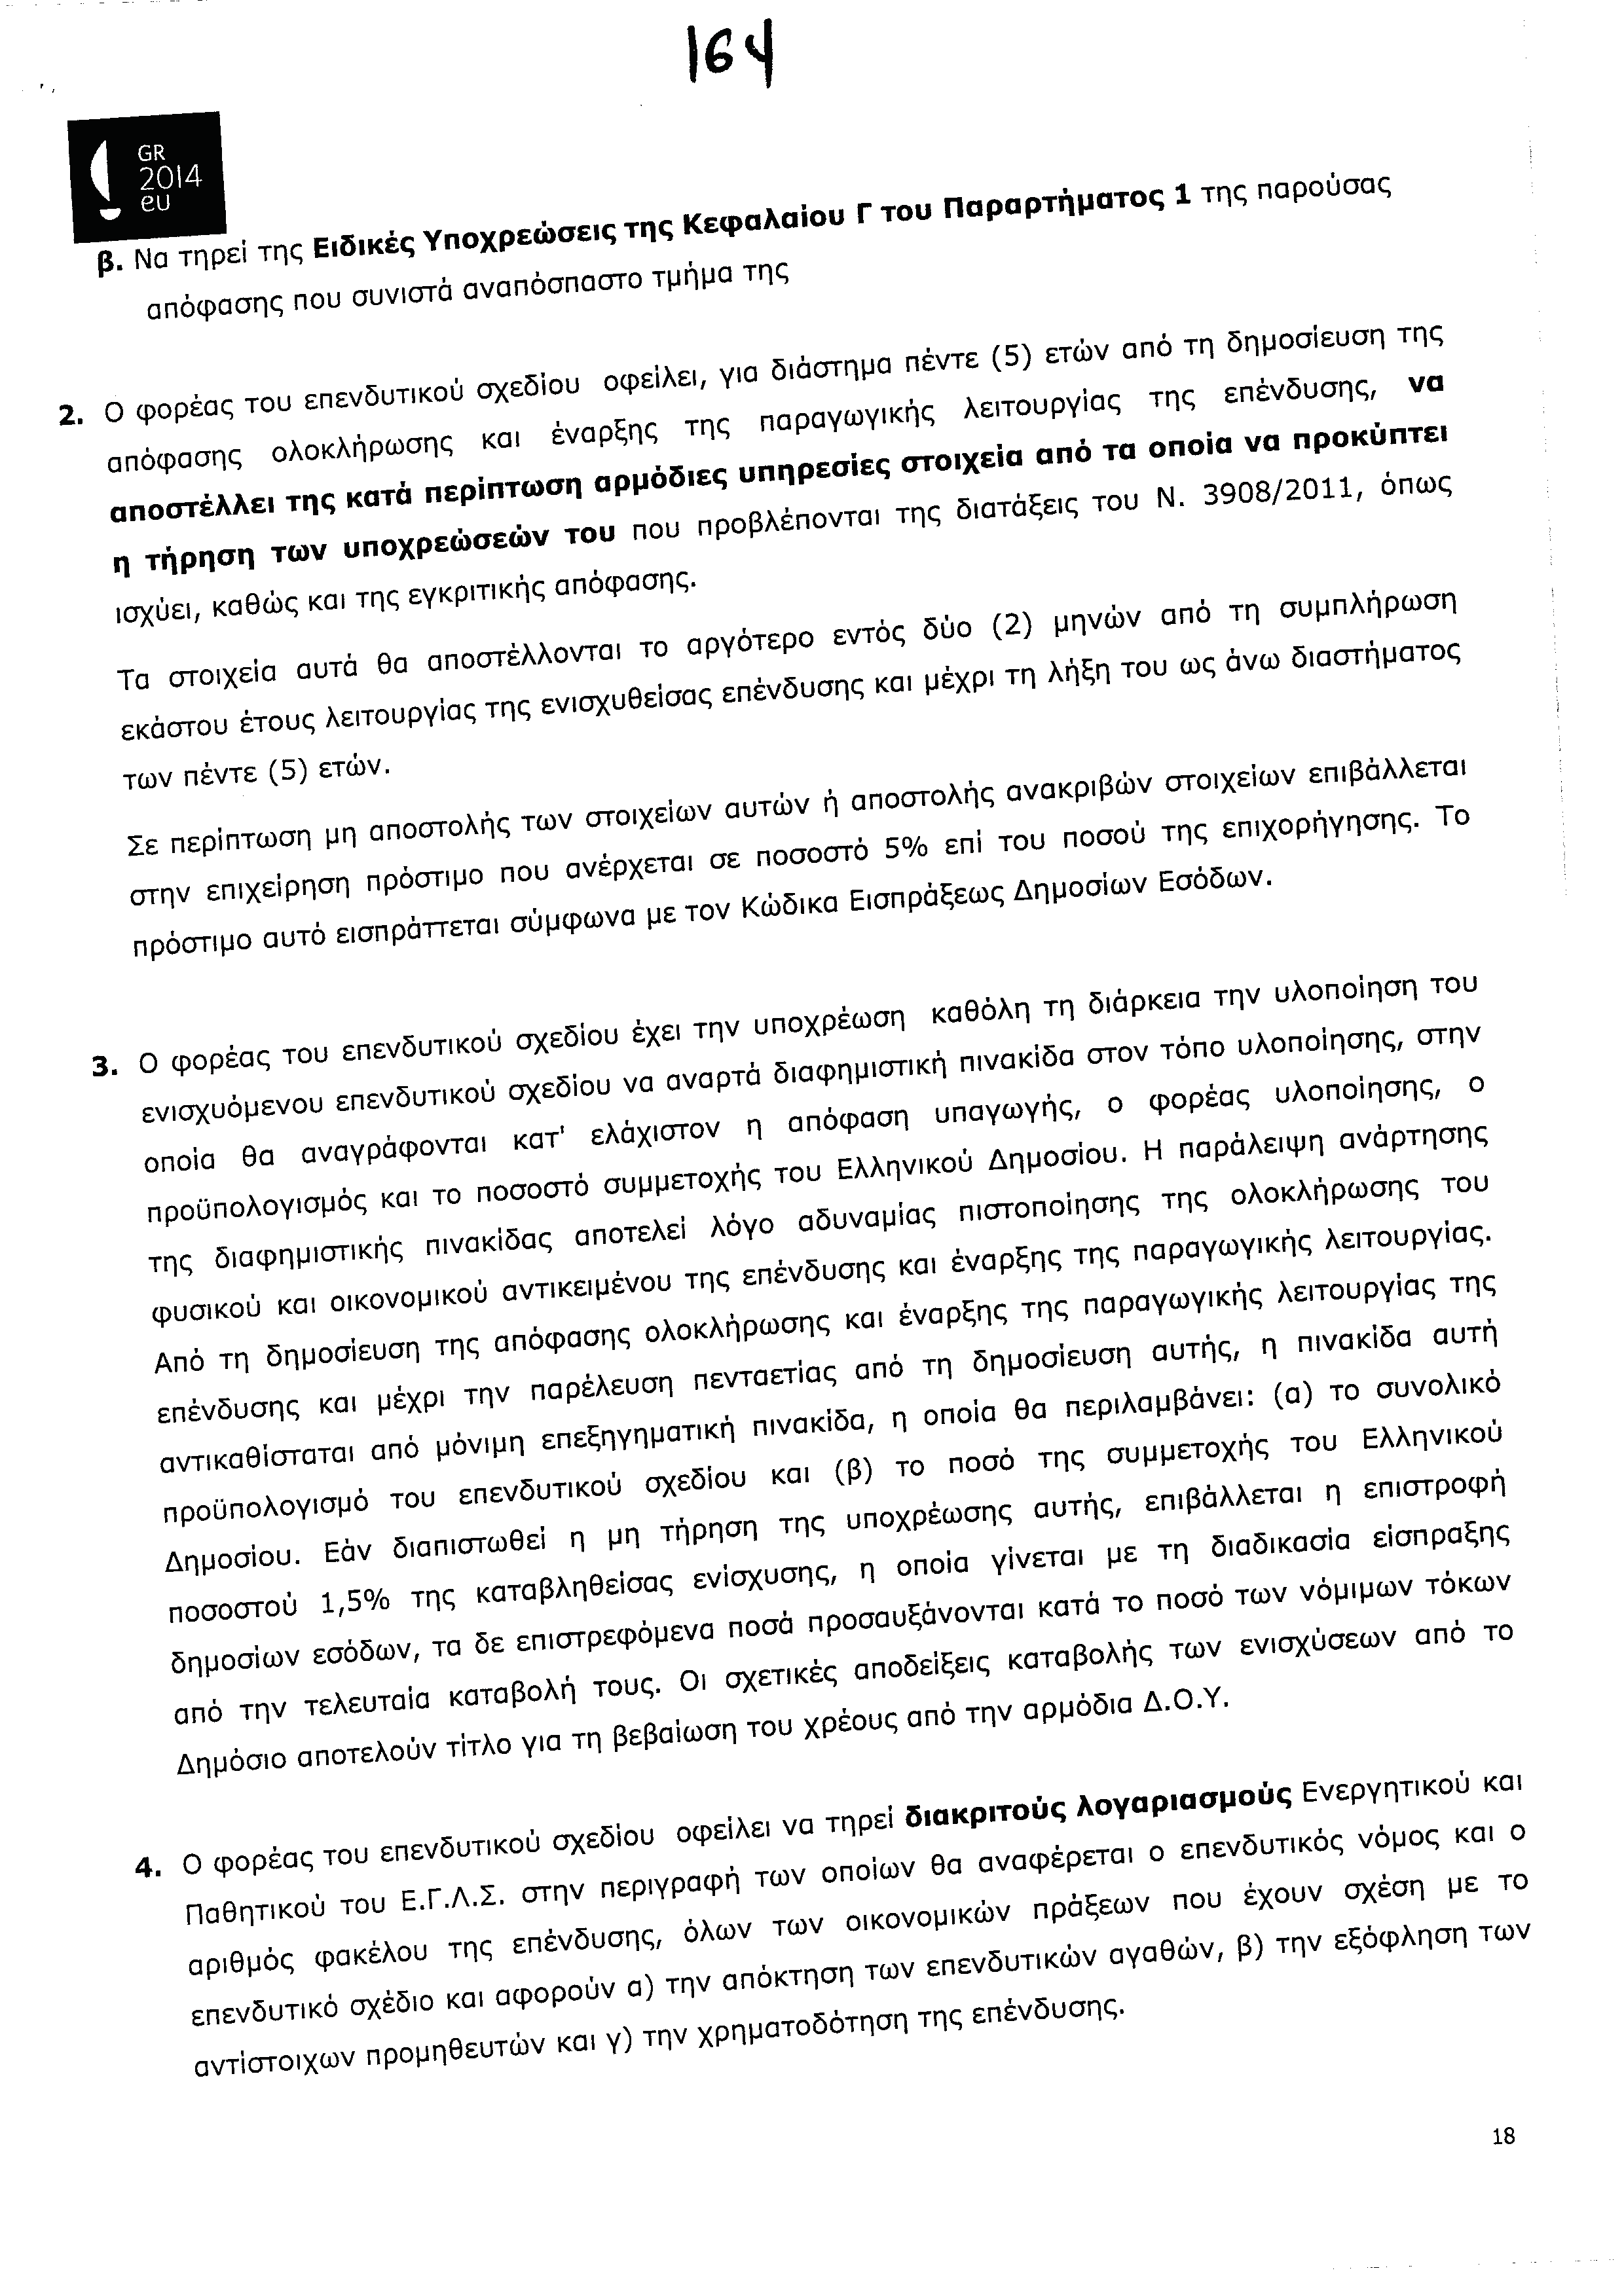 164
GR
2014
eu
β. Να τηρεί της Ειδικές Υποχρεώσεις της Κεφαλαίου Γ του Παραρτήματος 1 της παρούσας
απόφασης που συνιστά αναπόσπαστο τμήμα της
2. Ο φορέας του επενδυτικού σχεδίου οφείλει, για διάστημα πέντε (5) ετών από τη δημοσίευση της
απόφασης ολοκλήρωσης και έναρξης της παραγωγικής λειτουργίας της επένδυσης, να
αποστέλλει της κατά περίπτωση αρμόδιες υπηρεσίες στοιχεία από τα οποία να προκύπτει
η τήρηση των υποχρεώσεών του που προβλέπονται της διατάξεις του Ν. 3908/2011, όπως
ισχύει, καθώς και της εγκριτικής απόφασης.
Τα στοιχεία αυτά θα αποστέλλονται το αργότερο εντός δύο (2) μηνών από τη συμπλήρωση
εκάστου έτους λειτουργίας της ενισχυθείσας επένδυσης και μέχρι τη λήξη του ως άνω διαστήματος
των πέντε (5) ετών.
Σε περίπτωση μη αποστολής των στοιχείων αυτών ή αποστολής ανακριβών στοιχείων επιβάλλεται
στην επιχείρηση πρόστιμο που ανέρχεται σε ποσοστό 5% επί του ποσού της επιχορήγησης. Το
πρόστιμο αυτό εισπράττεται σύμφωνα με τον Κώδικα Εισπράξεως Δημοσίων Εσόδων.
3. Ο φορέας του επενδυτικού σχεδίου έχει την υποχρέωση καθόλη τη διάρκεια την υλοποίηση του
ενισχυόμενου επενδυτικού σχεδίου να αναρτά διαφημιστική πινακίδα στον τόπο υλοποίησης, στην
οποία θα αναγράφονται κατ' ελάχιστον η απόφαση υπαγωγής, ο φορέας υλοποίησης, ο
προϋπολογισμός και το ποσοστό συμμετοχής του Ελληνικού Δημοσίου. Η παράλειψη ανάρτησης
της διαφημιστικής πινακίδας αποτελεί λόγο αδυναμίας πιστοποίησης της ολοκλήρωσης του
φυσικού και οικονομικού αντικειμένου της επένδυσης και έναρξης της παραγωγικής λειτουργίας.
Από τη δημοσίευση της απόφασης ολοκλήρωσης και έναρξης της παραγωγικής λειτουργίας της
επένδυσης και μέχρι την παρέλευση πενταετίας από τη δημοσίευση αυτής, η πινακίδα αυτή
αντικαθίσταται από μόνιμη επεξηγηματική πινακίδα, η οποία θα περιλαμβάνει: (α) το συνολικό
προϋπολογισμό του επενδυτικού σχεδίου και (β) το ποσό της συμμετοχής του Ελληνικού
Δημοσίου. Εάν διαπιστωθεί η μη τήρηση της υποχρέωσης αυτής, επιβάλλεται η επιστροφή
ποσοστού 1,5% της καταβληθείσας ενίσχυσης, η οποία γίνεται με τη διαδικασία είσπραξης
δημοσίων εσόδων, τα δε επιστρεφόμενα ποσά προσαυξάνονται κατά το ποσό των νόμιμων τόκων
από την τελευταία καταβολή τους. Οι σχετικές αποδείξεις καταβολής των ενισχύσεων από το
Δημόσιο αποτελούν τίτλο για τη βεβαίωση του χρέους από την αρμόδια Δ.Ο.Υ.
4. Ο φορέας του επενδυτικού σχεδίου οφείλει να τηρεί διακριτούς λογαριασμούς Ενεργητικού και
Παθητικού του Ε.Γ.Λ.Σ. στην περιγραφή των οποίων θα αναφέρεται ο επενδυτικός νόμος και ο
αριθμός φακέλου της επένδυσης, όλων των οικονομικών πράξεων που έχουν σχέση με το
επενδυτικό σχέδιο και αφορούν α) την απόκτηση των επενδυτικών αγαθών, β) την εξόφληση των
αντίστοιχων προμηθευτών και γ) την χρηματοδότηση της επένδυσης.
18